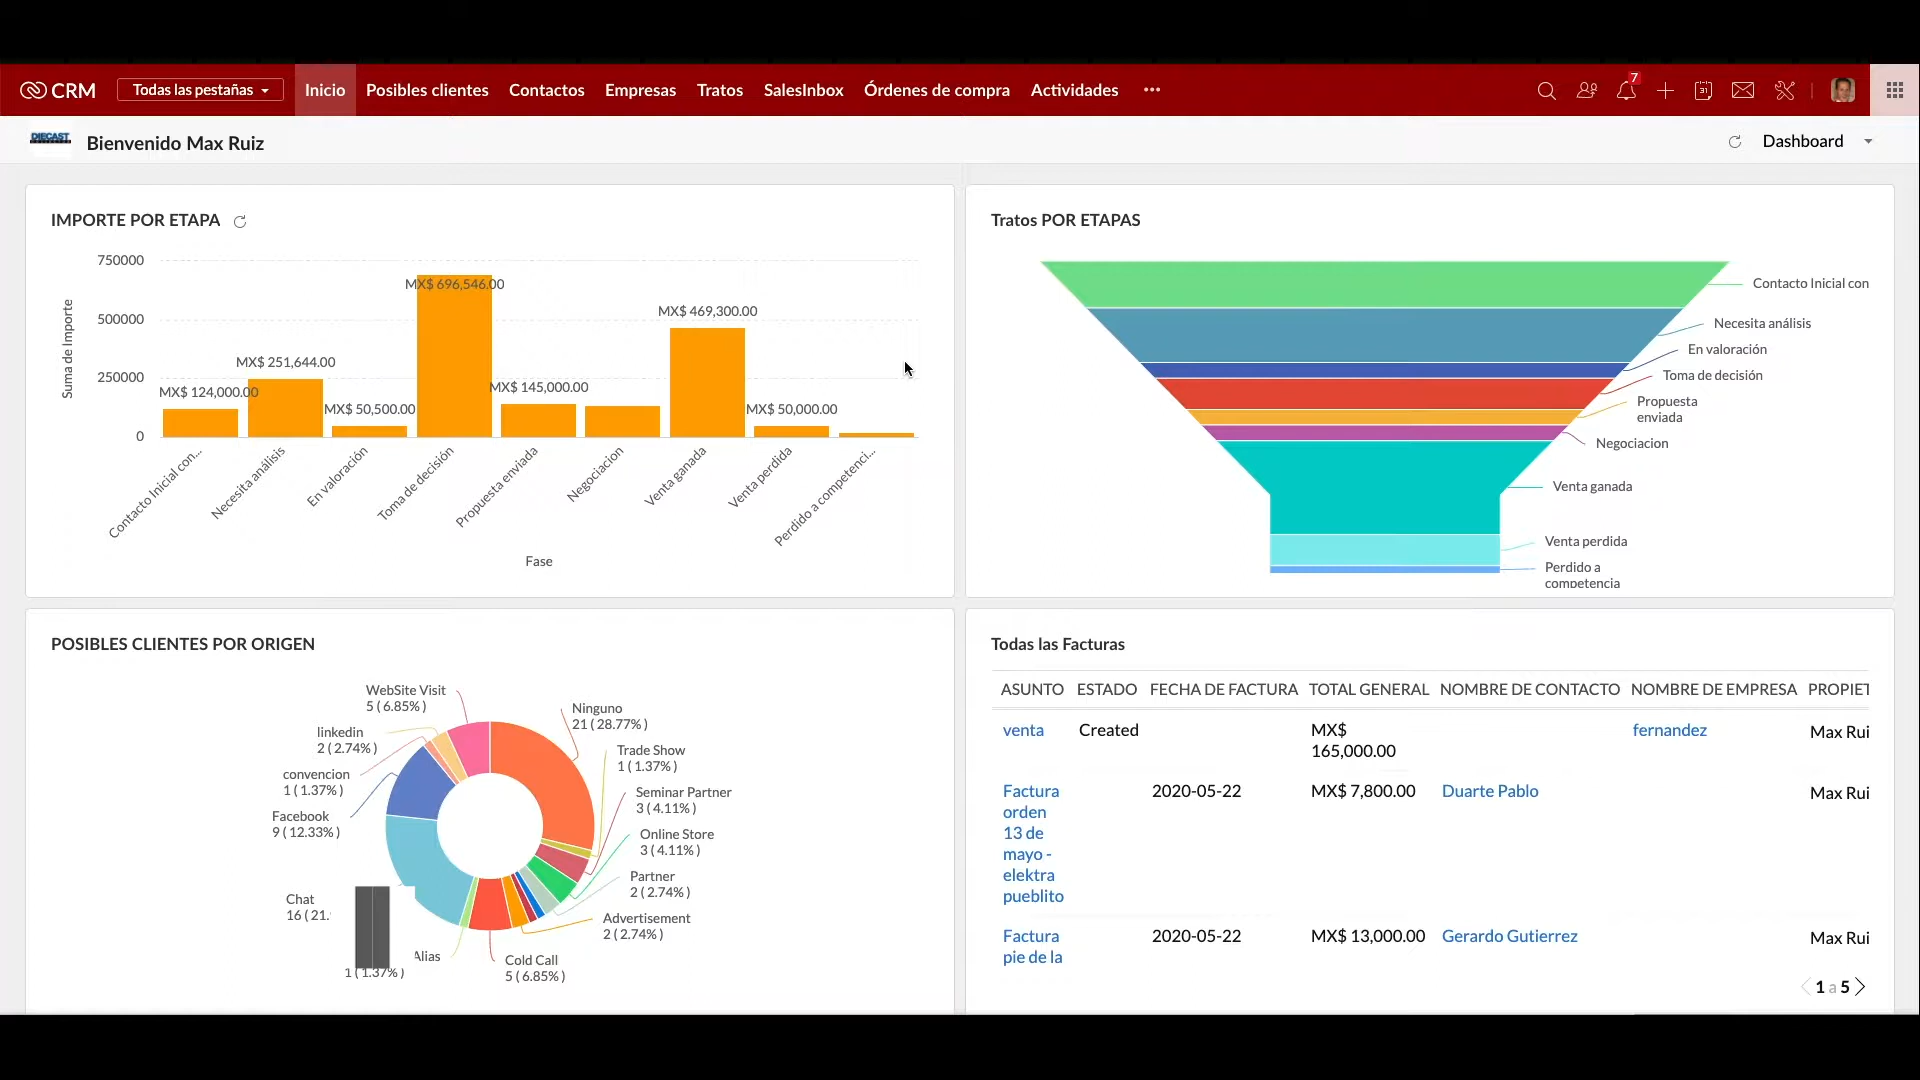 CRM
Todas las pestañas
Inicio
Posibles clientes
Contactos
Empresas
Tratos
SalesInbox
Órdenes de compra
Actividades
7
31
DIECAST
Bienvenido Max Ruiz
Dashboard
IMPORTE POR ETAPA
750000
500000
250000
0
Suma de Importe
MX$ 124,000.00
MX$ 251,644.00
MX$ 50,500.00
MX$ 696,546.00
MX$ 145,000.00
MX$ 469,300.00
MX$ 50,000.00
Contacto Inicial con...
Necesita análisis
En valoración
Toma de decisión
Propuesta enviada
Negociacion
Venta ganada
Venta perdida
Perdido a competenci...
Fase
Tratos POR ETAPAS
Contacto Inicial con
Necesita análisis
En valoración
Toma de decisión
Propuesta
enviada
Negociacion
Venta ganada
Venta perdida
Perdido a
competencia
POSIBLES CLIENTES POR ORIGEN
WebSite Visit
5 ( 6.85% )
linkedin
2 ( 2.74% )
convencion
1 ( 1.37% )
Facebook
9 ( 12.33% )
Chat
16 ( 21.
Alias
1 ( 1.37% )
Ninguno
21 ( 28.77% )
Trade Show
1 ( 1.37% )
Seminar Partner
3 ( 4.11% )
Online Store
3 ( 4.11% )
Partner
2 ( 2.74% )
Advertisement
2 ( 2.74% )
Cold Call
5 ( 6.85% )
Todas las Facturas
ASUNTO ESTADO FECHA DE FACTURA TOTAL GENERAL NOMBRE DE CONTACTO NOMBRE DE EMPRESA PROPIET
venta Created MX$ fernandez Max Rui
165,000.00
Factura 2020-05-22 MX$ 7,800.00 Duarte Pablo Max Rui
orden
13 de
mayo -
elektra
pueblito
Factura 2020-05-22 MX$ 13,000.00 Gerardo Gutierrez Max Rui
pie de la
1 a 5